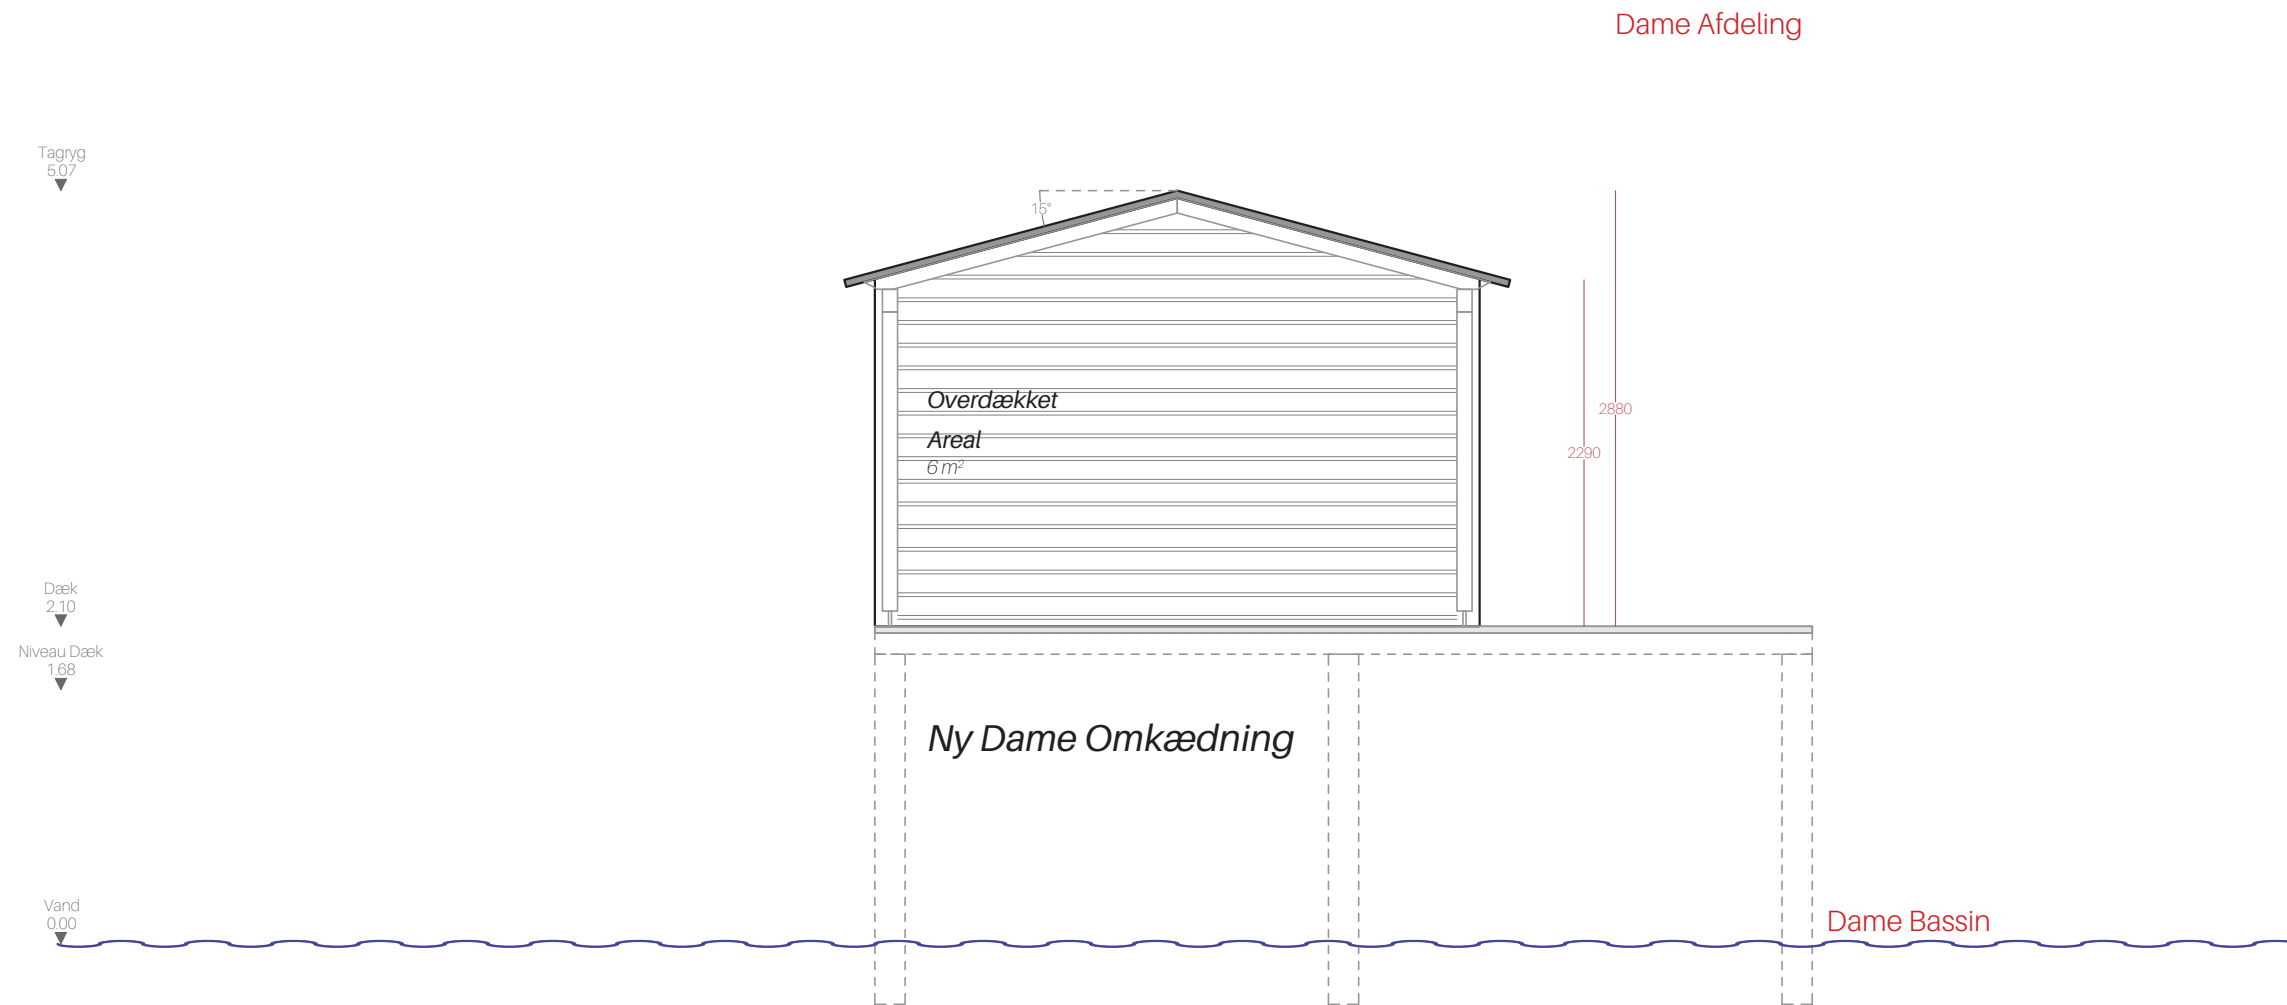 Dame Afdeling
Tagryg
5.07
15°
Overdækket
Areal
6 m²
2880
2290
Dæk
2.10
Niveau Dæk
1.68
Ny Dame Omkædning
Vand
0.00
Dame Bassin